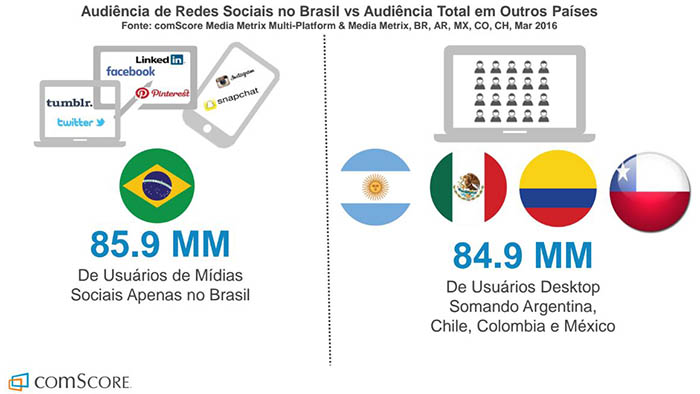 Audiência de Redes Sociais no Brasil vs Audiência Total em Outros Países
Fonte: comScore Media Metrix Multi-Platform & Media Metrix, BR, AR, MX, CO, CH, Mar 2016
LinkedIn
facebook
Pinterest
tumblr.
twitter
Instagram
snapchat
85.9 MM
De Usuários de Mídias
Sociais Apenas no Brasil
84.9 MM
De Usuários Desktop
Somando Argentina,
Chile, Colombia e México
comScore